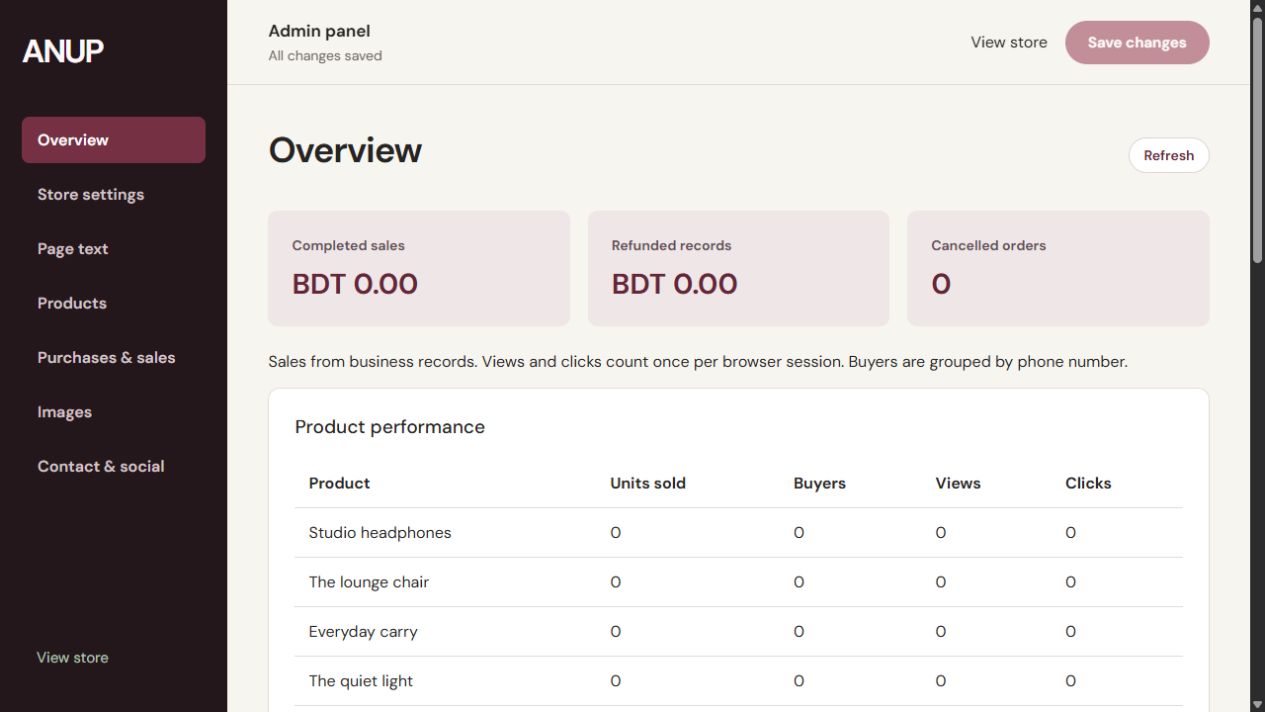 ANUP
Overview
Store settings
Page text
Products
Purchases & sales
Images
Contact & social
View store
Admin panel
All changes saved
View store
Save changes
Overview
Refresh
Completed sales
BDT 0.00
Refunded records
BDT 0.00
Cancelled orders
0
Sales from business records. Views and clicks count once per browser session. Buyers are grouped by phone number.
Product performance
Product Units sold Buyers Views Clicks
Studio headphones 0 0 0 0
The lounge chair 0 0 0 0
Everyday carry 0 0 0 0
The quiet light 0 0 0 0